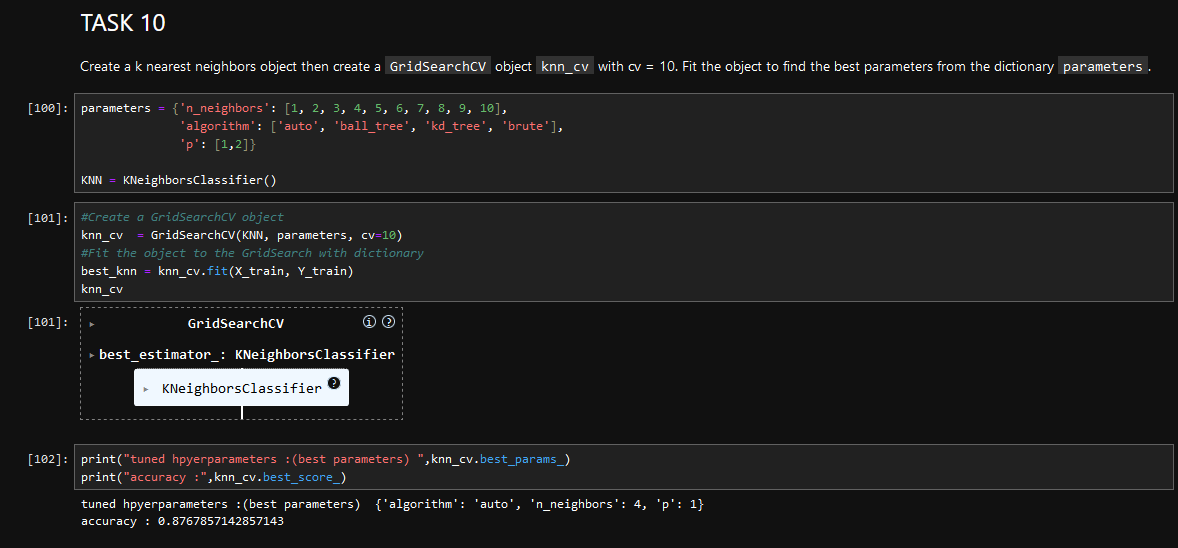 TASK 10
Create a k nearest neighbors object then create a GridSearchCV object knn_cv with cv = 10. Fit the object to find the best parameters from the dictionary parameters .
[100]: parameters = {'n_neighbors': [1, 2, 3, 4, 5, 6, 7, 8, 9, 10],
'algorithm': ['auto', 'ball_tree', 'kd_tree', 'brute'],
'p': [1,2]}
KNN = KNeighborsClassifier()
[101]: #Create a GridSearchCV object
knn_cv  = GridSearchCV(KNN, parameters, cv=10)
#Fit the object to the GridSearch with dictionary
best_knn = knn_cv.fit(X_train, Y_train)
knn_cv
[101]: ▸ GridSearchCV i ?
▸ best_estimator_: KNeighborsClassifier
▸ KNeighborsClassifier ?
[102]: print("tuned hpyerparameters :(best parameters) ",knn_cv.best_params_)
print("accuracy :",knn_cv.best_score_)
tuned hpyerparameters :(best parameters)  {'algorithm': 'auto', 'n_neighbors': 4, 'p': 1}
accuracy : 0.8767857142857143